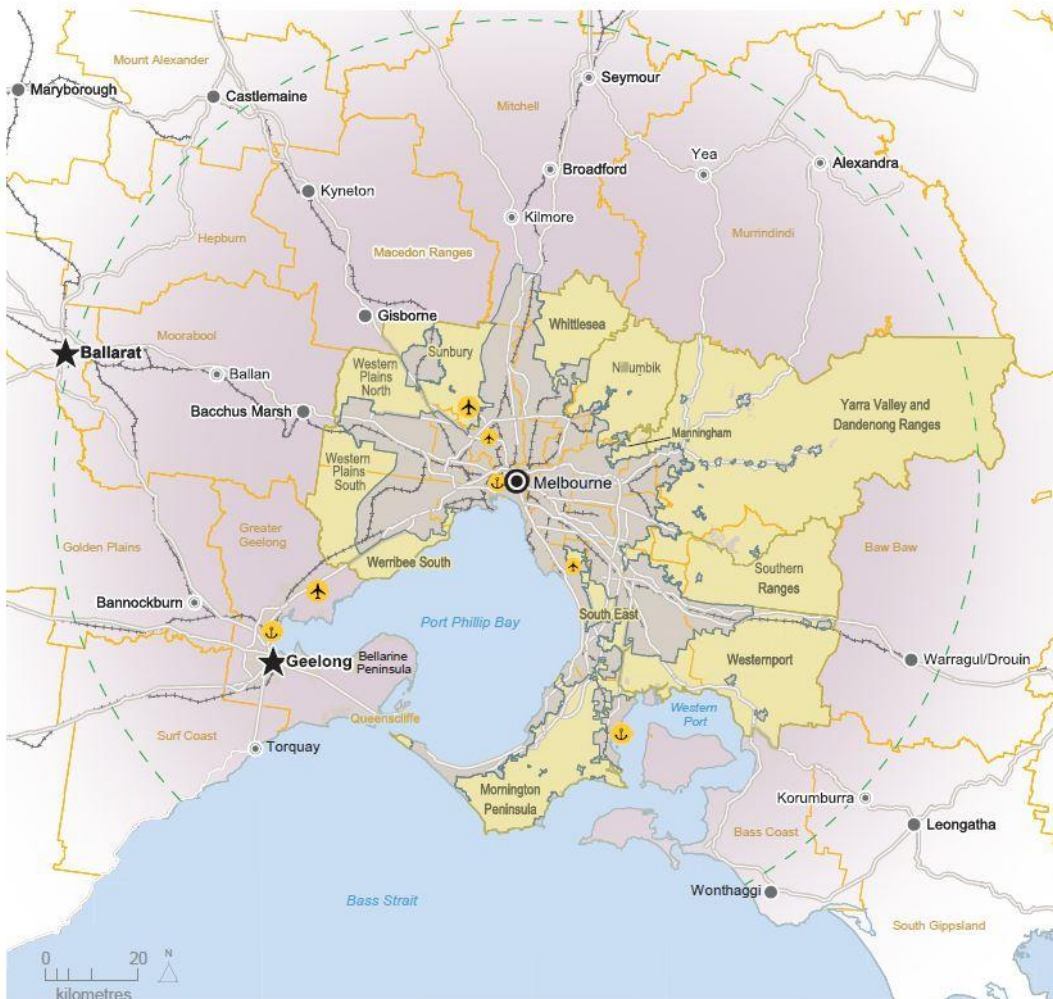 Mount Alexander
Maryborough
Castlemaine
Seymour
Mitchell
Yea
Alexandra
Broadford
Kyneton
Kilmore
Hepburn
Macedon Ranges
Murrindindi
Gisborne
Whittlesea
Moorabool
Sunbury
Ballarat
Western
Plains
North
Nillumbik
Ballan
Bacchus Marsh
Yarra Valley and
Dandenong Ranges
Manningham
Western
Plains
South
Melbourne
Greater
Geelong
Golden Plains
Baw Baw
Werribee South
Southern
Ranges
Bannockburn
South East
Port Phillip Bay
Geelong
Bellarine
Peninsula
Westernport
Warragul/Drouin
Queenscliffe
Western
Port
Surf Coast
Torquay
Mornington
Peninsula
Korumburra
Leongatha
Bass Coast
Wonthaggi
Bass Strait
South Gippsland
0 20
N
kilometres